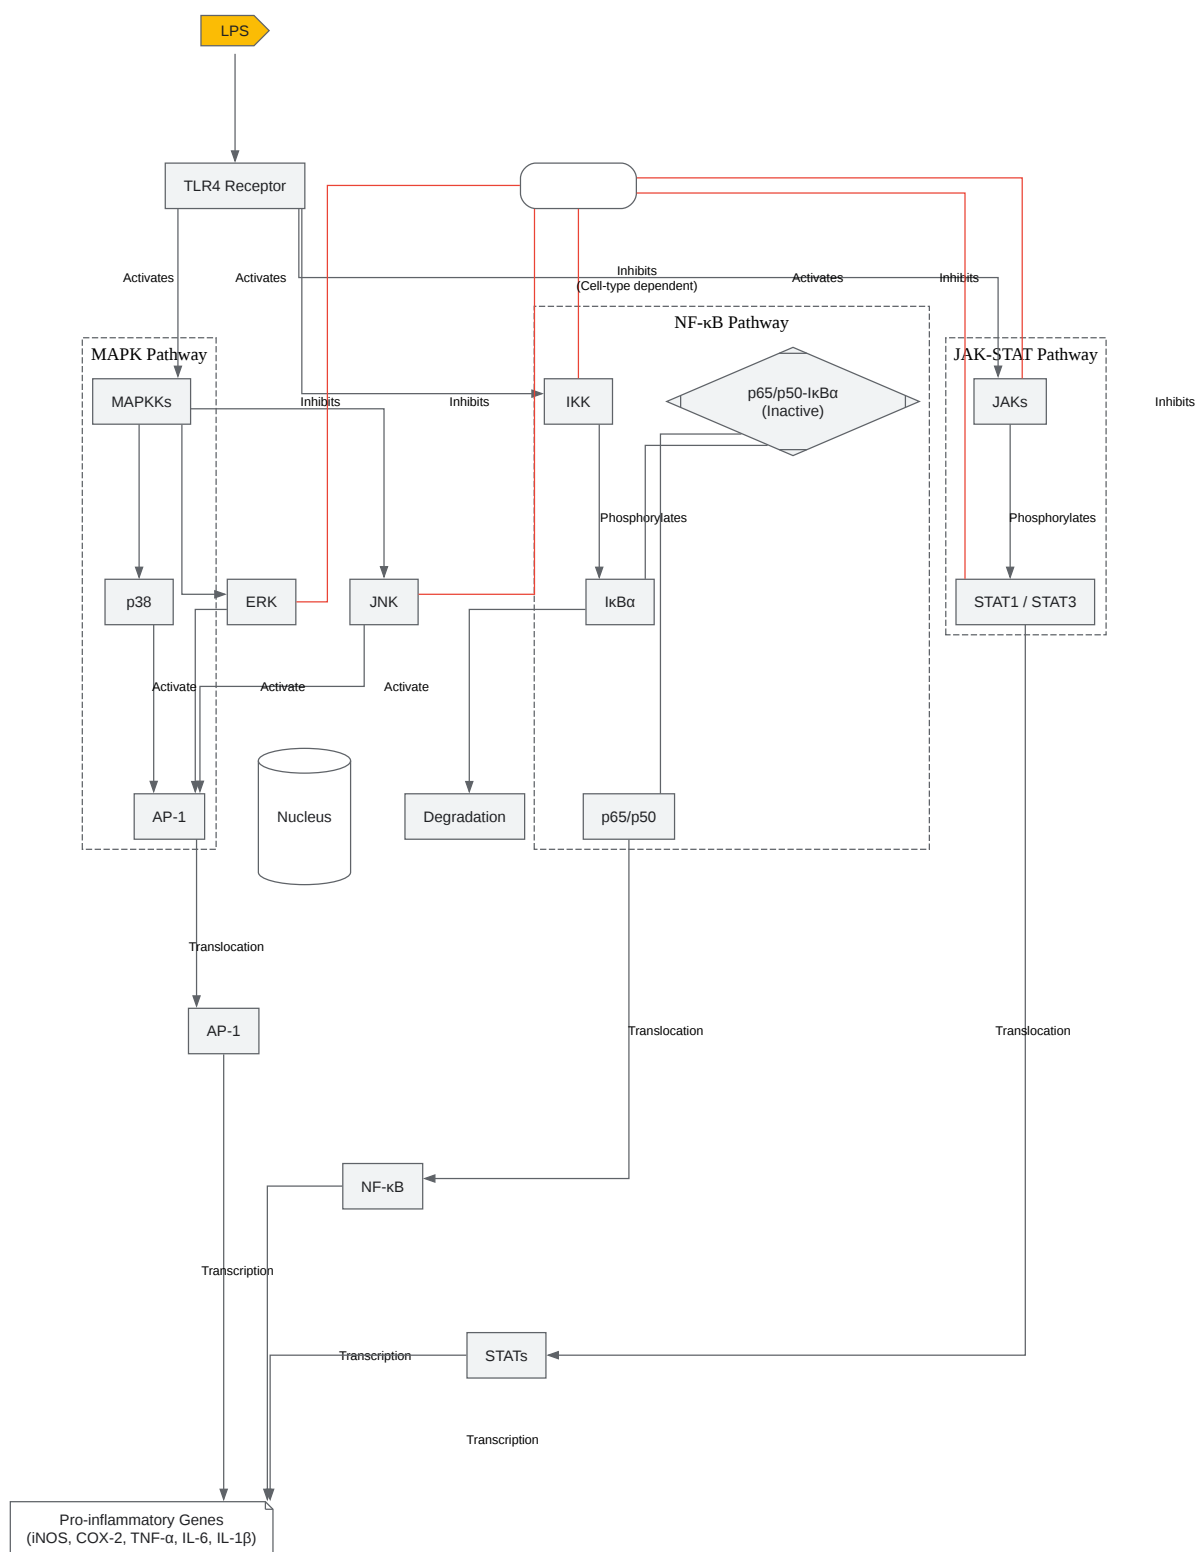 LPS
TLR4 Receptor
Activates
Activates
Inhibits
(Cell-type dependent)
Activates
Inhibits
NF-κB Pathway
MAPK Pathway
JAK-STAT Pathway
MAPKKs
Inhibits
Inhibits
IKK
p65/p50-IκBα
(Inactive)
JAKs
Inhibits
Phosphorylates
Phosphorylates
p38
ERK
JNK
IκBα
STAT1 / STAT3
Activate
Activate
Activate
AP-1
Nucleus
Degradation
p65/p50
Translocation
AP-1
Translocation
Translocation
NF-κB
Transcription
STATs
Transcription
Transcription
Pro-inflammatory Genes
(iNOS, COX-2, TNF-α, IL-6, IL-1β)